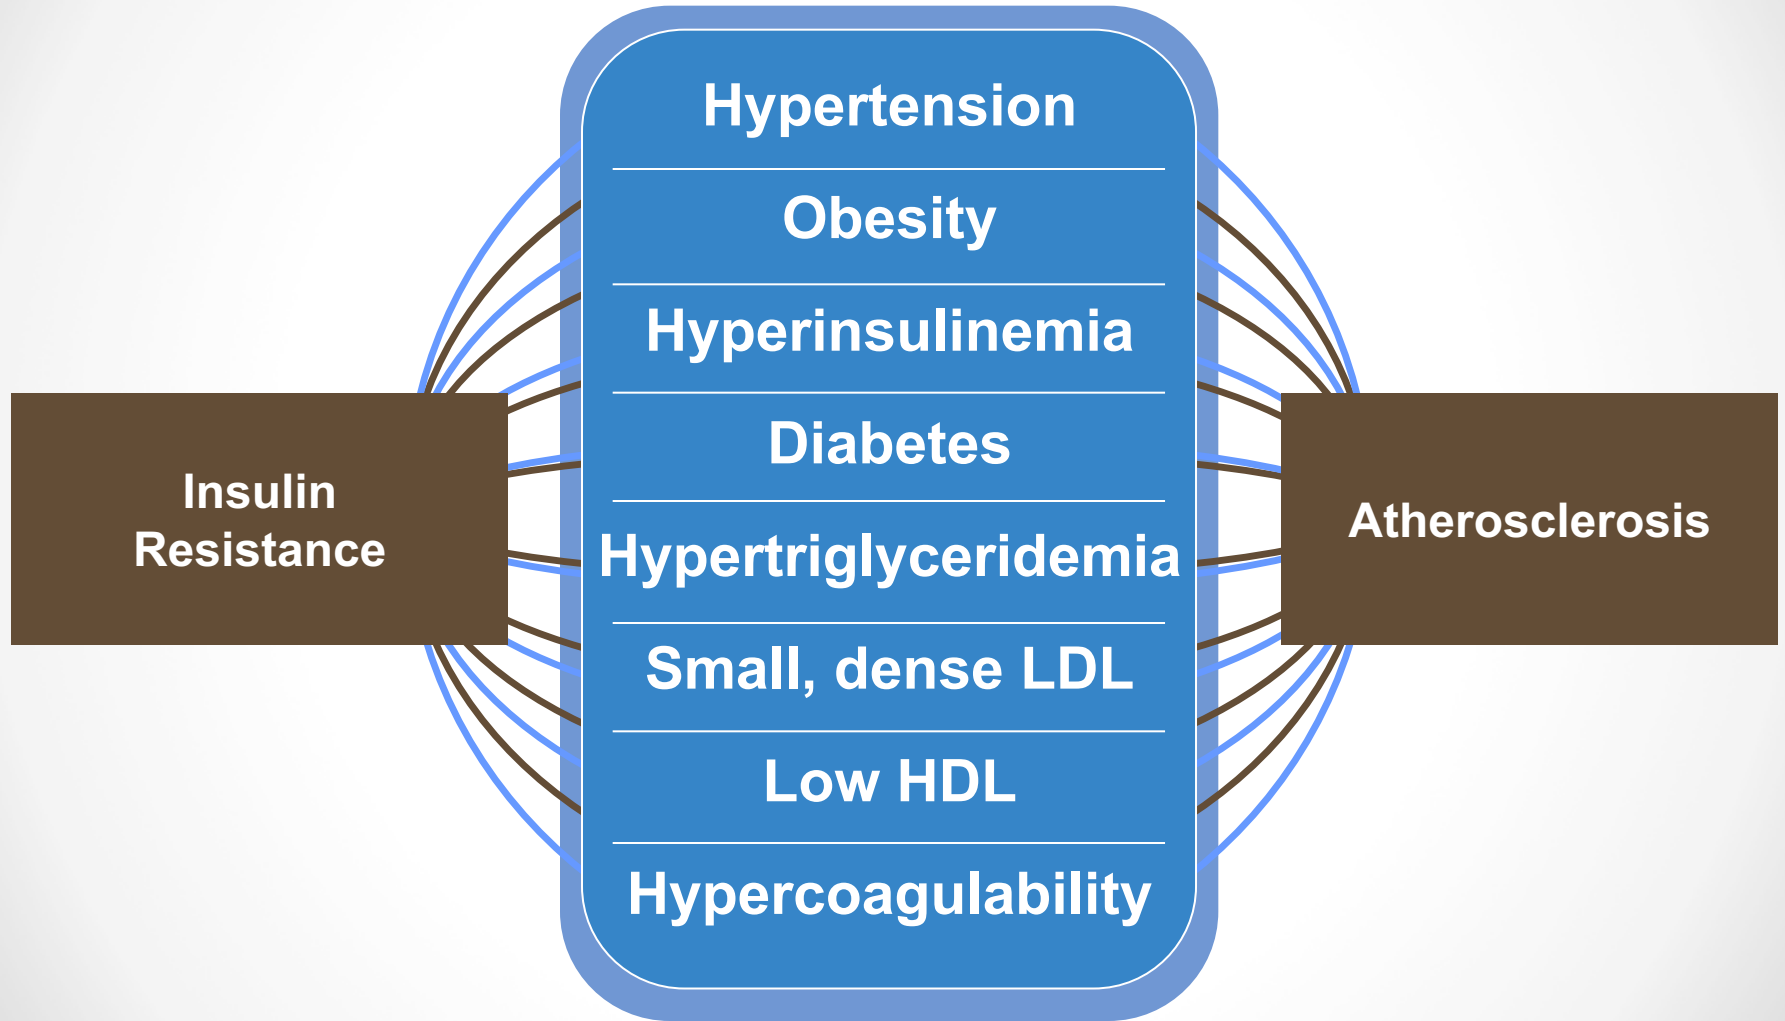 Insulin
Resistance
Hypertension
Obesity
Hyperinsulinemia
Diabetes
Hypertriglyceridemia
Small, dense LDL
Low HDL
Hypercoagulability
Atherosclerosis